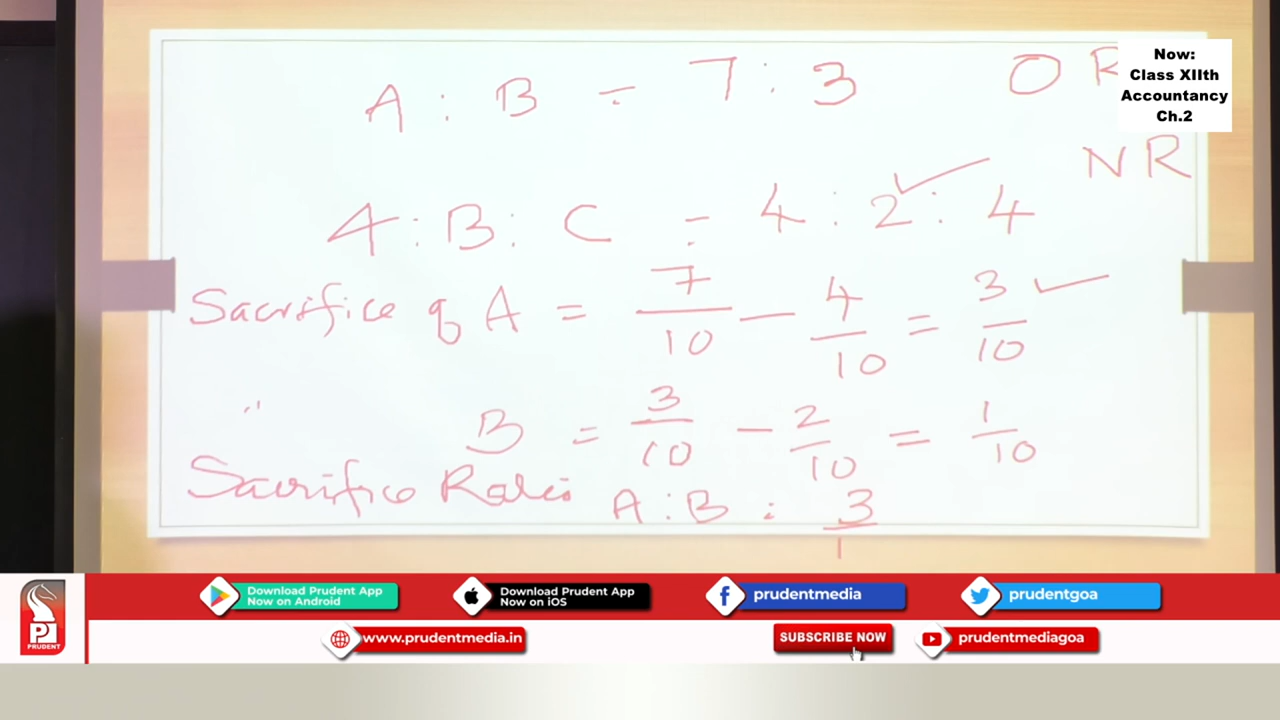 A : B = 7 : 3 OR
Now:
Class XIIth
Accountancy
Ch.2
NR
A : B : C = 4 : 2 : 4
Sacrifice of A = 7/10 - 4/10 = 3/10
" B = 3/10 - 2/10 = 1/10
Sacrifice Ratio A : B : 3/1
Download Prudent App
Now on Android
Download Prudent App
Now on iOS
prudentmedia
prudentgoa
PRUDENT
www.prudentmedia.in
SUBSCRIBE NOW
prudentmediagoa